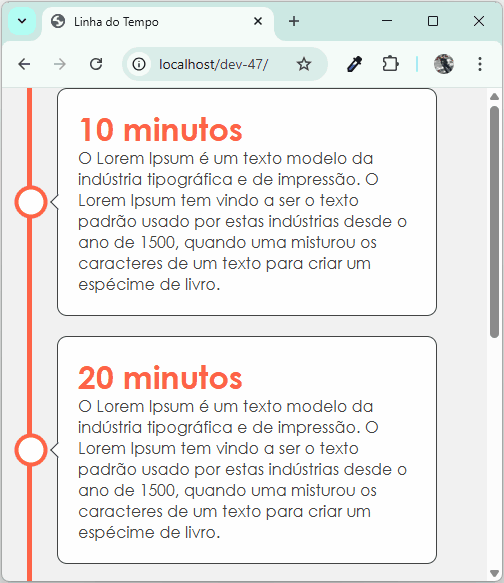 Linha do Tempo
localhost/dev-47/
10 minutos
O Lorem Ipsum é um texto modelo da
indústria tipográfica e de impressão. O
Lorem Ipsum tem vindo a ser o texto
padrão usado por estas indústrias desde o
ano de 1500, quando uma misturou os
caracteres de um texto para criar um
espécime de livro.
20 minutos
O Lorem Ipsum é um texto modelo da
indústria tipográfica e de impressão. O
Lorem Ipsum tem vindo a ser o texto
padrão usado por estas indústrias desde o
ano de 1500, quando uma misturou os
caracteres de um texto para criar um
espécime de livro.